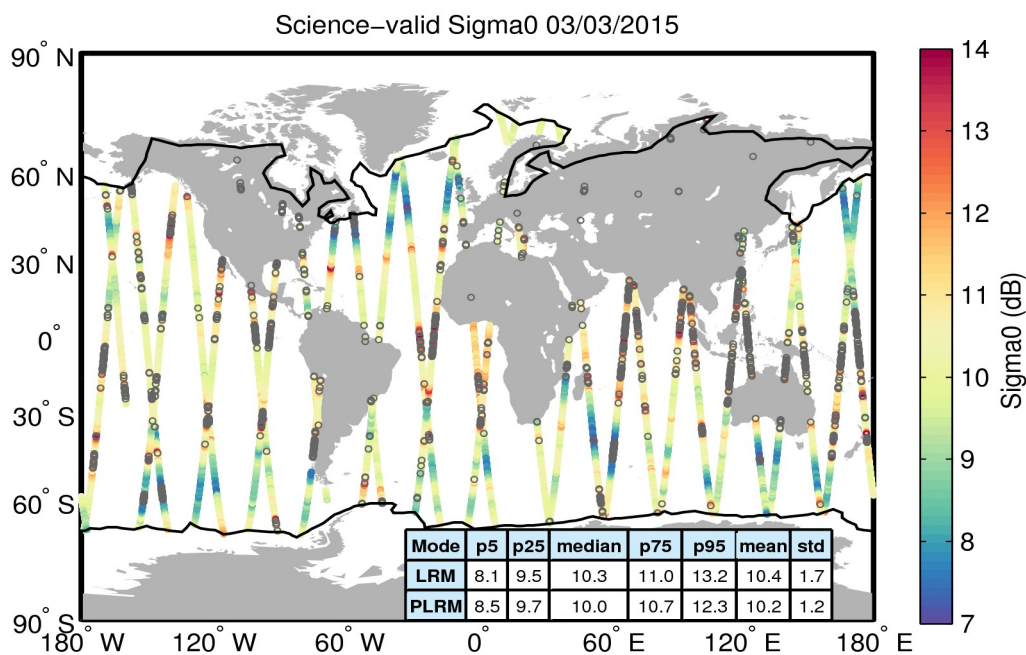 Science-valid Sigma0 03/03/2015
90° N
60° N
30° N
0°
30° S
60° S
90° S
180° W
120° W
60° W
0°
60° E
120° E
180° E
14
13
12
11
10
9
8
7
Sigma0 (dB)
Mode p5 p25 median p75 p95 mean std
LRM 8.1 9.5 10.3 11.0 13.2 10.4 1.7
PLRM 8.5 9.7 10.0 10.7 12.3 10.2 1.2